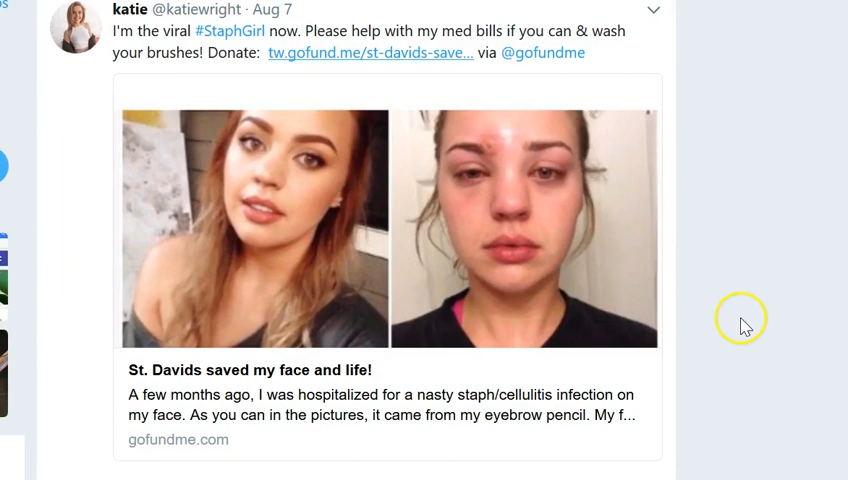 katie @katiewright · Aug 7
I'm the viral #StaphGirl now. Please help with my med bills if you can & wash
your brushes! Donate: tw.gofund.me/st-davids-save... via @gofundme
St. Davids saved my face and life!
A few months ago, I was hospitalized for a nasty staph/cellulitis infection on
my face. As you can in the pictures, it came from my eyebrow pencil. My f...
gofundme.com